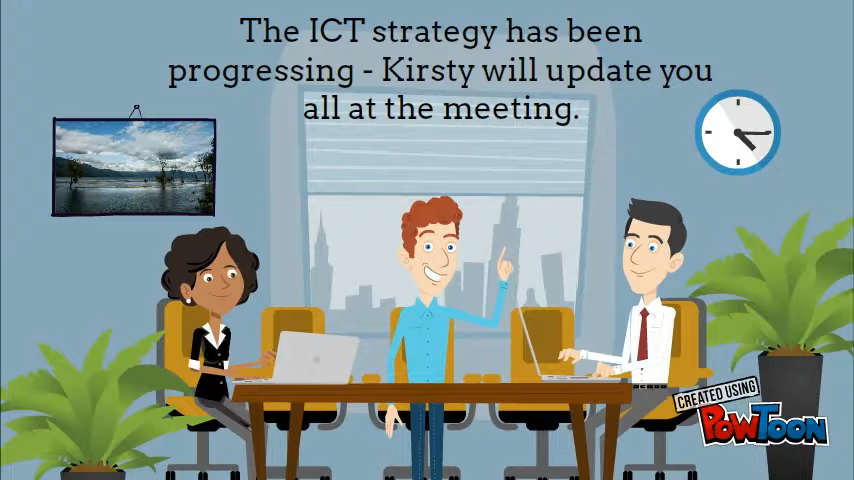 The ICT strategy has been
progressing - Kirsty will update you
all at the meeting.
CREATED USING
PowToon